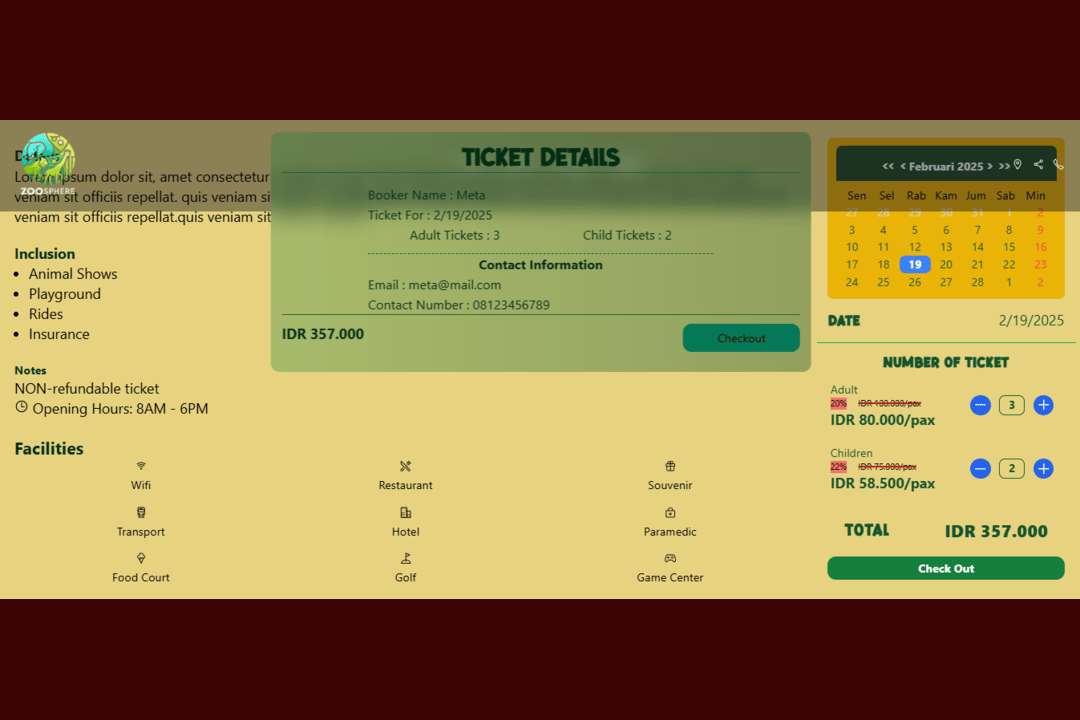 ZOOSPHERE
Lorem ipsum dolor sit, amet consectetur
veniam sit officiis repellat. quis veniam si
veniam sit officiis repellat.quis veniam sit
Inclusion
Animal Shows
Playground
Rides
Insurance
Notes
NON-refundable ticket
Opening Hours: 8AM - 6PM
Facilities
Wifi
Restaurant
Souvenir
Transport
Hotel
Paramedic
Food Court
Golf
Game Center
TICKET DETAILS
Booker Name : Meta
Ticket For : 2/19/2025
Adult Tickets : 3 Child Tickets : 2
Contact Information
Email : meta@mail.com
Contact Number : 08123456789
IDR 357.000
Checkout
<< < Februari 2025 > >>
Sen Sel Rab Kam Jum Sab Min
27 28 29 30 31 1 2
3 4 5 6 7 8 9
10 11 12 13 14 15 16
17 18 19 20 21 22 23
24 25 26 27 28 1 2
DATE 2/19/2025
NUMBER OF TICKET
Adult
20% IDR 100.000/pax
IDR 80.000/pax
3
Children
22% IDR 75.000/pax
IDR 58.500/pax
2
TOTAL IDR 357.000
Check Out